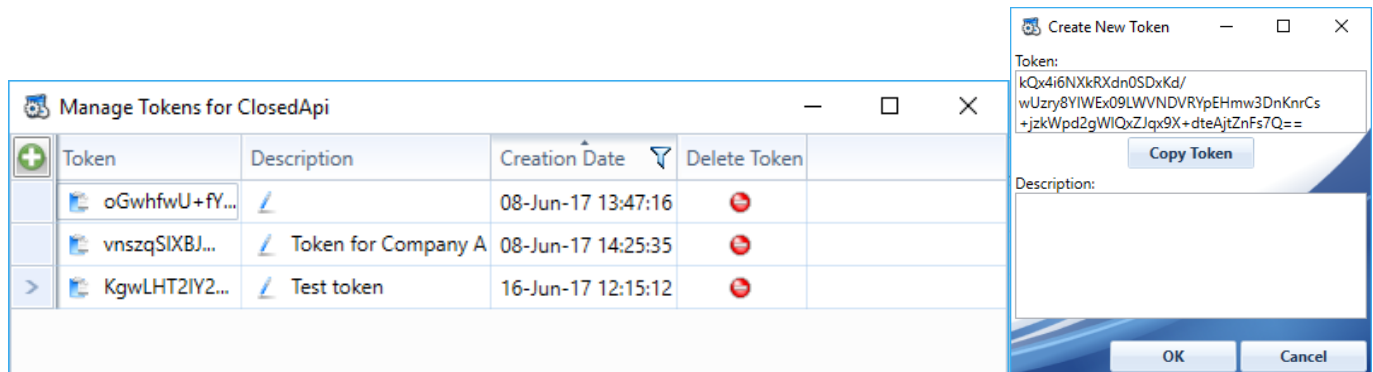 Manage Tokens for ClosedApi
Token Description Creation Date Delete Token
oGwhfwU+fY... 08-Jun-17 13:47:16
vnszqSIXBJ... Token for Company A 08-Jun-17 14:25:35
KgwLHT2IY2... Test token 16-Jun-17 12:15:12
Create New Token
Token:
kQx4i6NXkRXdn0SDxKd/
wUzry8YIWEx09LWVNDVRYpEHmw3DnKnrCs
+jzkWpd2gWIQxZJqx9X+dteAjtZnFs7Q==
Copy Token
Description:
OK Cancel